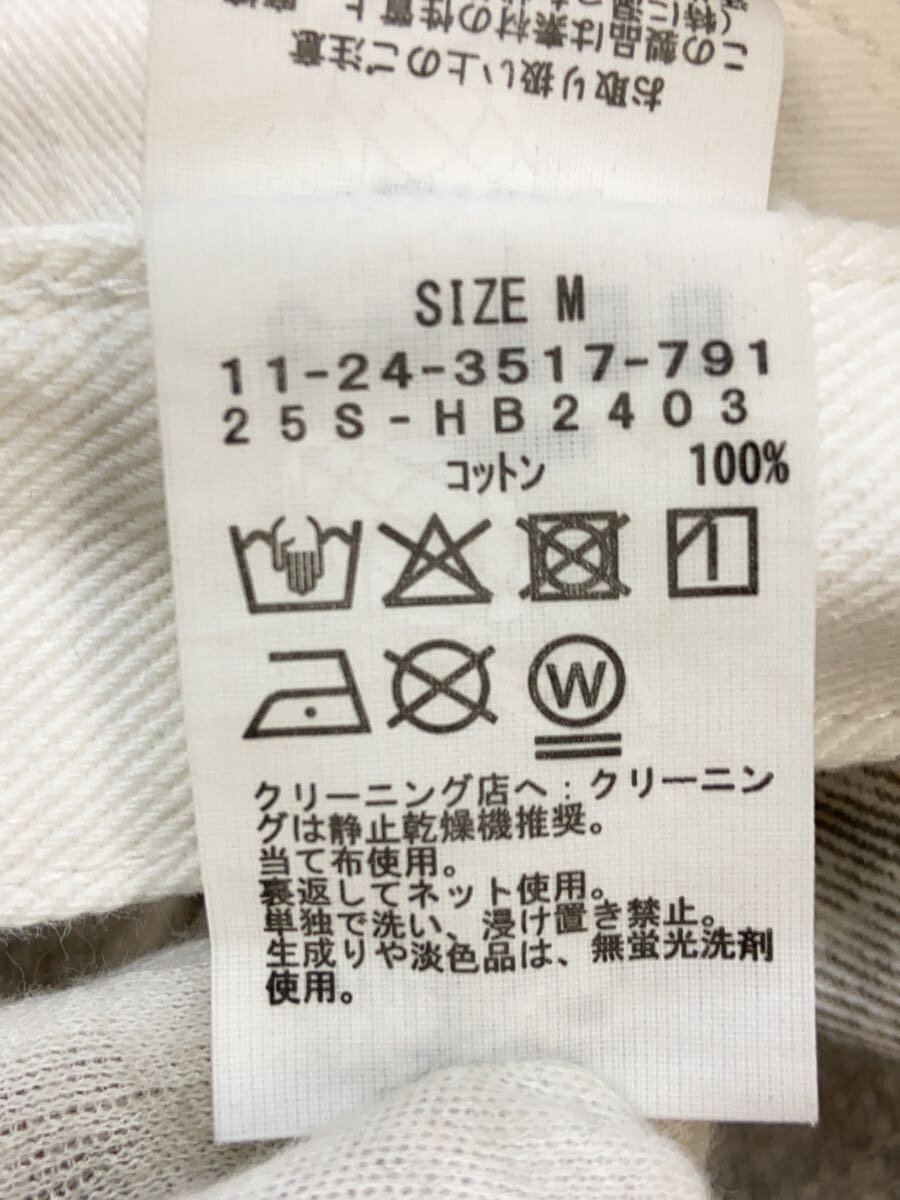 お取り扱い上のご注意
この製品は素材の性質上
SIZE M
11-24-3517-791
25S-HB2403
コットン 100%
W
クリーニング店へ:クリーニン
グは静止乾燥機推奨。
当て布使用。
裏返してネット使用。
単独で洗い、浸け置き禁止。
生成りや淡色品は、無蛍光洗剤
使用。